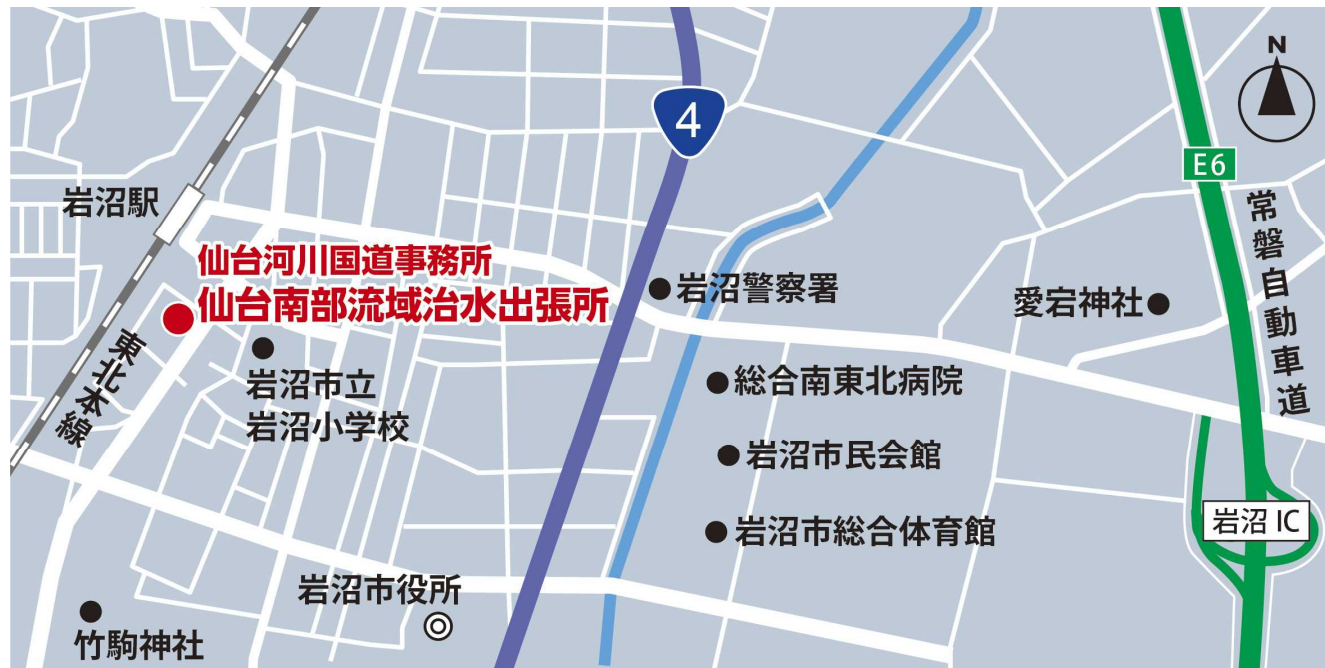 N
4
E6
岩沼駅
常磐自動車道
仙台河川国道事務所
仙台南部流域治水出張所
岩沼警察署
愛宕神社
東北本線
岩沼市立
岩沼小学校
総合南東北病院
岩沼市民会館
岩沼市総合体育館
岩沼 IC
岩沼市役所
竹駒神社